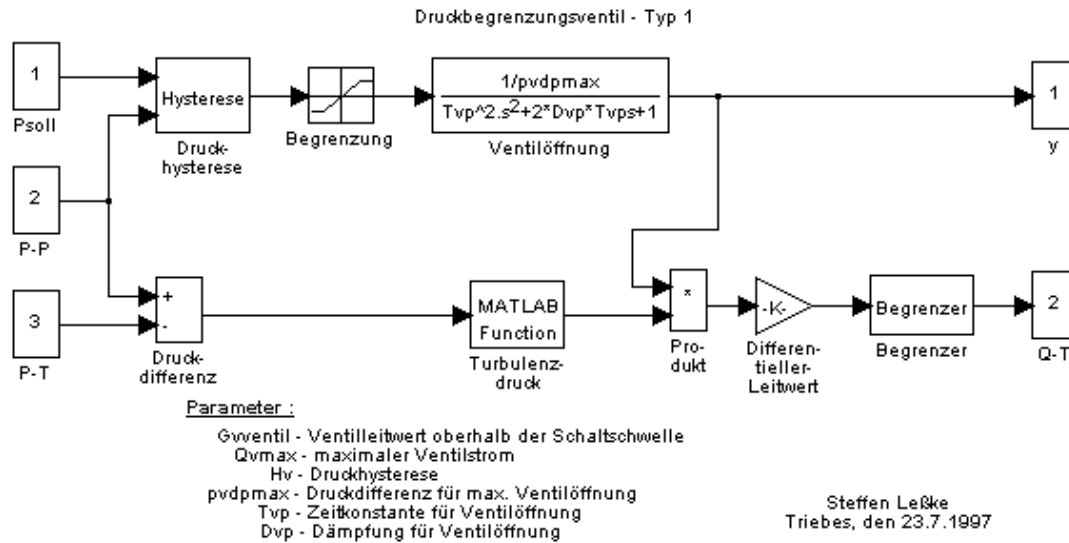 Druckbegrenzungsventil - Typ 1
1
Psoll
Hysterese
Druck-
hysterese
Begrenzung
1/pvdpmax
Tvp^2.s^2+2*Dvp*Tvps+1
Ventilöffnung
1
y
2
P-P
3
P-T
+
-
Druck-
differenz
MATLAB
Function
Turbulenz-
druck
*
Pro-
dukt
-K-
Differen-
tieller-
Leitwert
Begrenzer
Begrenzer
2
Q-T
Parameter :
Gvventil - Ventilleitwert oberhalb der Schaltschwelle
Qvmax - maximaler Ventilstrom
Hv - Druckhysterese
pvdpmax - Druckdifferenz für max. Ventilöffnung
Tvp - Zeitkonstante für Ventilöffnung
Dvp - Dämpfung für Ventilöffnung
Steffen Leßke
Triebes, den 23.7.1997